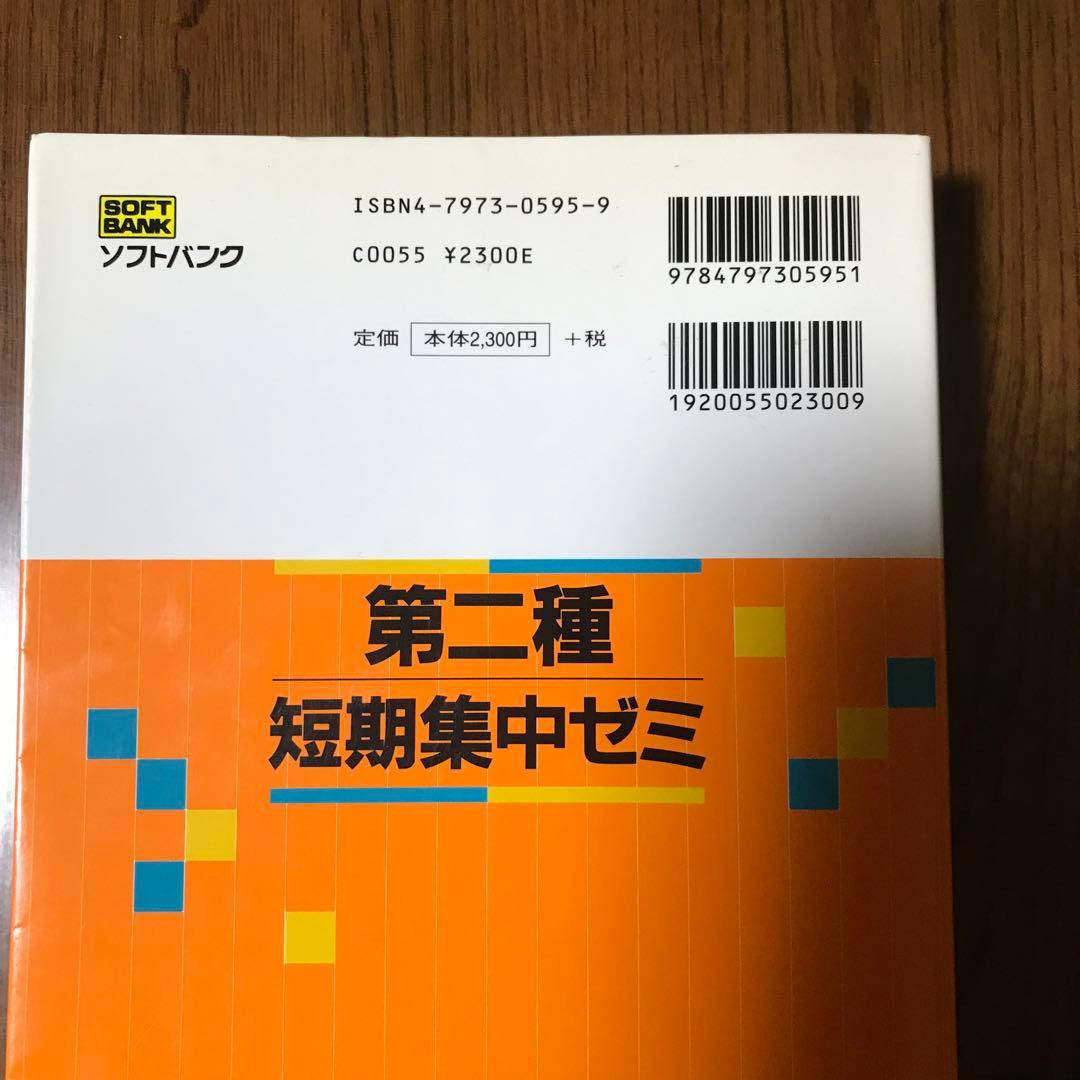 SOFT
BANK
ソフトバンク
ISBN4-7973-0595-9
C0055 ¥2300E
定価 本体2,300円 +税
9784797305951
1920055023009
第二種
短期集中ゼミ